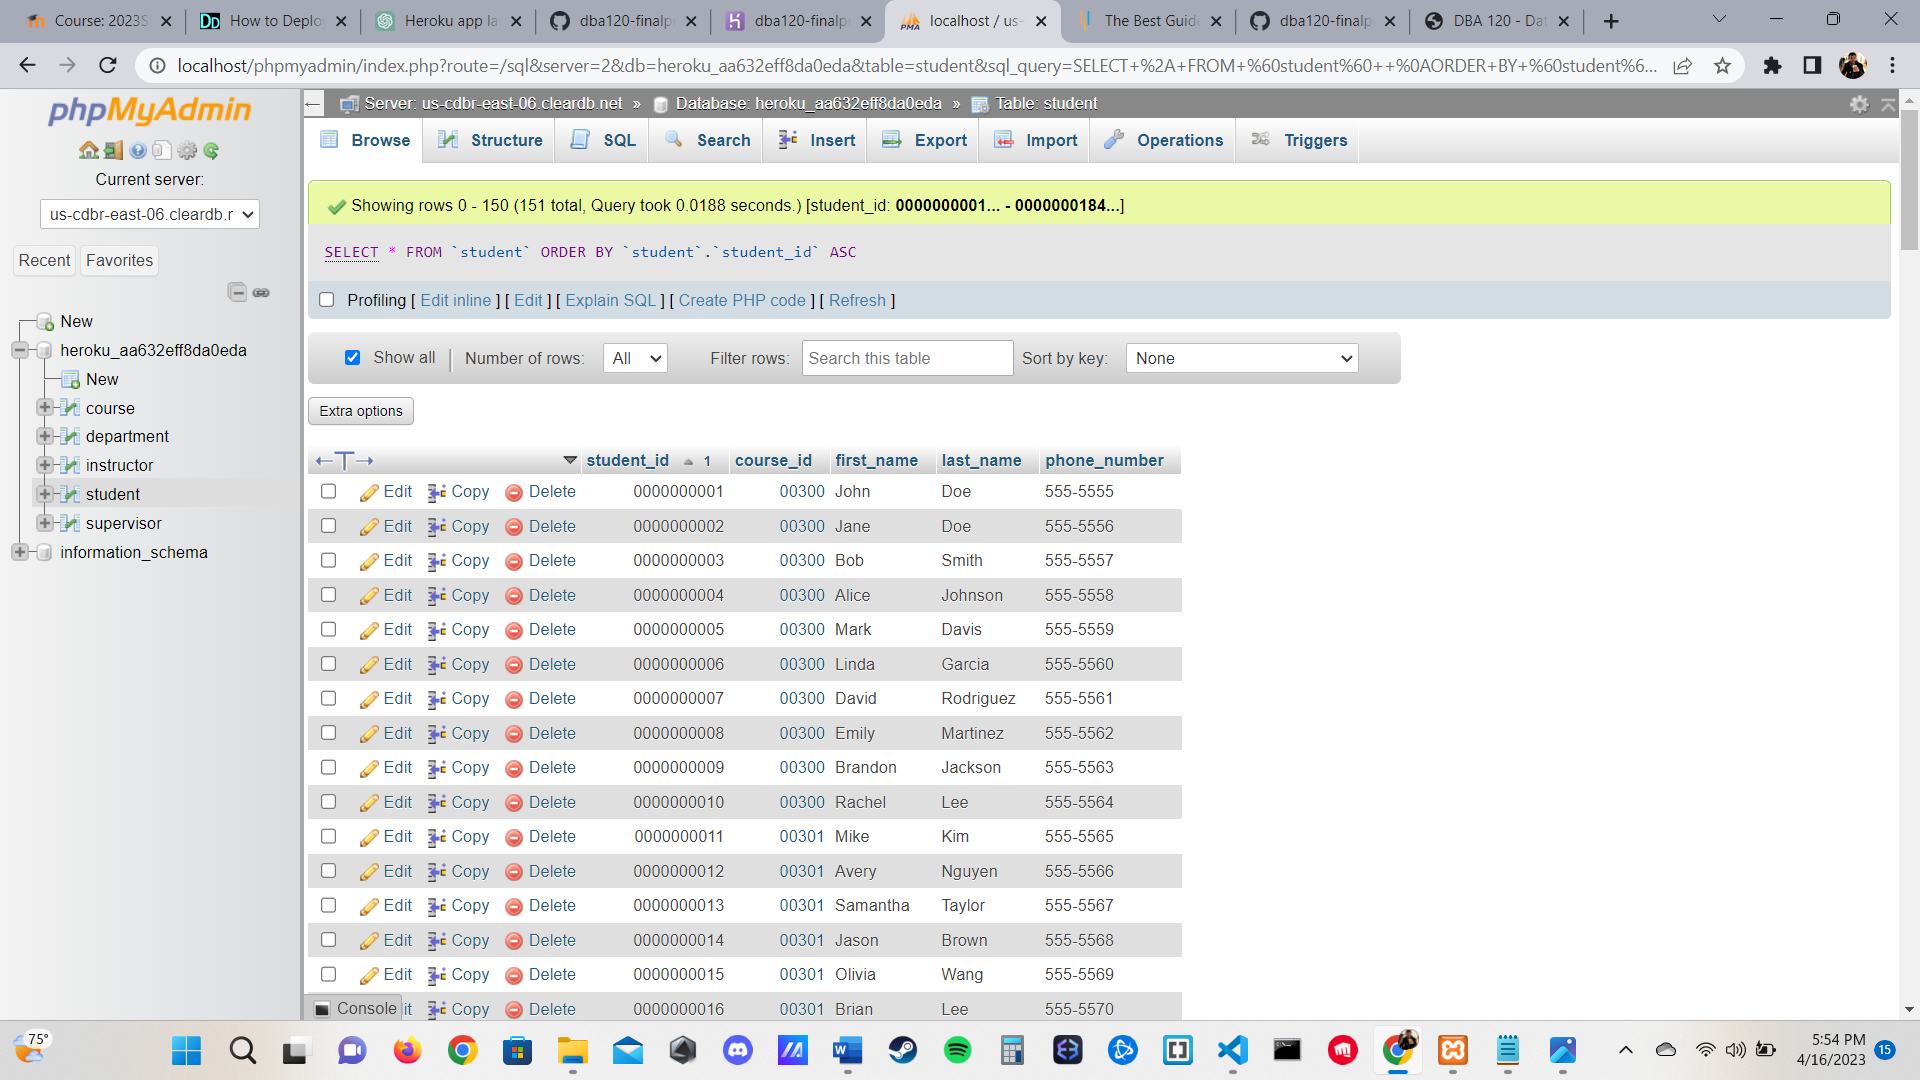 Course: 2023S
How to Deplo
Heroku app la
dba120-finalp
dba120-finalp
localhost / us-
The Best Guid
dba120-finalp
DBA 120 - Dat
localhost/phpmyadmin/index.php?route=/sql&server=2&db=heroku_aa632eff8da0eda&table=student&sql_query=SELECT+%2A+FROM+%60student%60++%0AORDER+BY+%60student%6...
phpMyAdmin
Current server:
us-cdbr-east-06.cleardb.r
Recent Favorites
New
heroku_aa632eff8da0eda
New
course
department
instructor
student
supervisor
information_schema
Server: us-cdbr-east-06.cleardb.net » Database: heroku_aa632eff8da0eda » Table: student
Browse Structure SQL Search Insert Export Import Operations Triggers
Showing rows 0 - 150 (151 total, Query took 0.0188 seconds.) [student_id: 0000000001... - 0000000184...]
SELECT * FROM `student` ORDER BY `student`.`student_id` ASC
Profiling [ Edit inline ] [ Edit ] [ Explain SQL ] [ Create PHP code ] [ Refresh ]
Show all Number of rows: All Filter rows: Search this table Sort by key: None
Extra options
student_id 1 course_id first_name last_name phone_number
Edit Copy Delete 0000000001 00300 John Doe 555-5555
Edit Copy Delete 0000000002 00300 Jane Doe 555-5556
Edit Copy Delete 0000000003 00300 Bob Smith 555-5557
Edit Copy Delete 0000000004 00300 Alice Johnson 555-5558
Edit Copy Delete 0000000005 00300 Mark Davis 555-5559
Edit Copy Delete 0000000006 00300 Linda Garcia 555-5560
Edit Copy Delete 0000000007 00300 David Rodriguez 555-5561
Edit Copy Delete 0000000008 00300 Emily Martinez 555-5562
Edit Copy Delete 0000000009 00300 Brandon Jackson 555-5563
Edit Copy Delete 0000000010 00300 Rachel Lee 555-5564
Edit Copy Delete 0000000011 00301 Mike Kim 555-5565
Edit Copy Delete 0000000012 00301 Avery Nguyen 555-5566
Edit Copy Delete 0000000013 00301 Samantha Taylor 555-5567
Edit Copy Delete 0000000014 00301 Jason Brown 555-5568
Edit Copy Delete 0000000015 00301 Olivia Wang 555-5569
Console it Copy Delete 0000000016 00301 Brian Lee 555-5570
75°
5:54 PM
4/16/2023
15